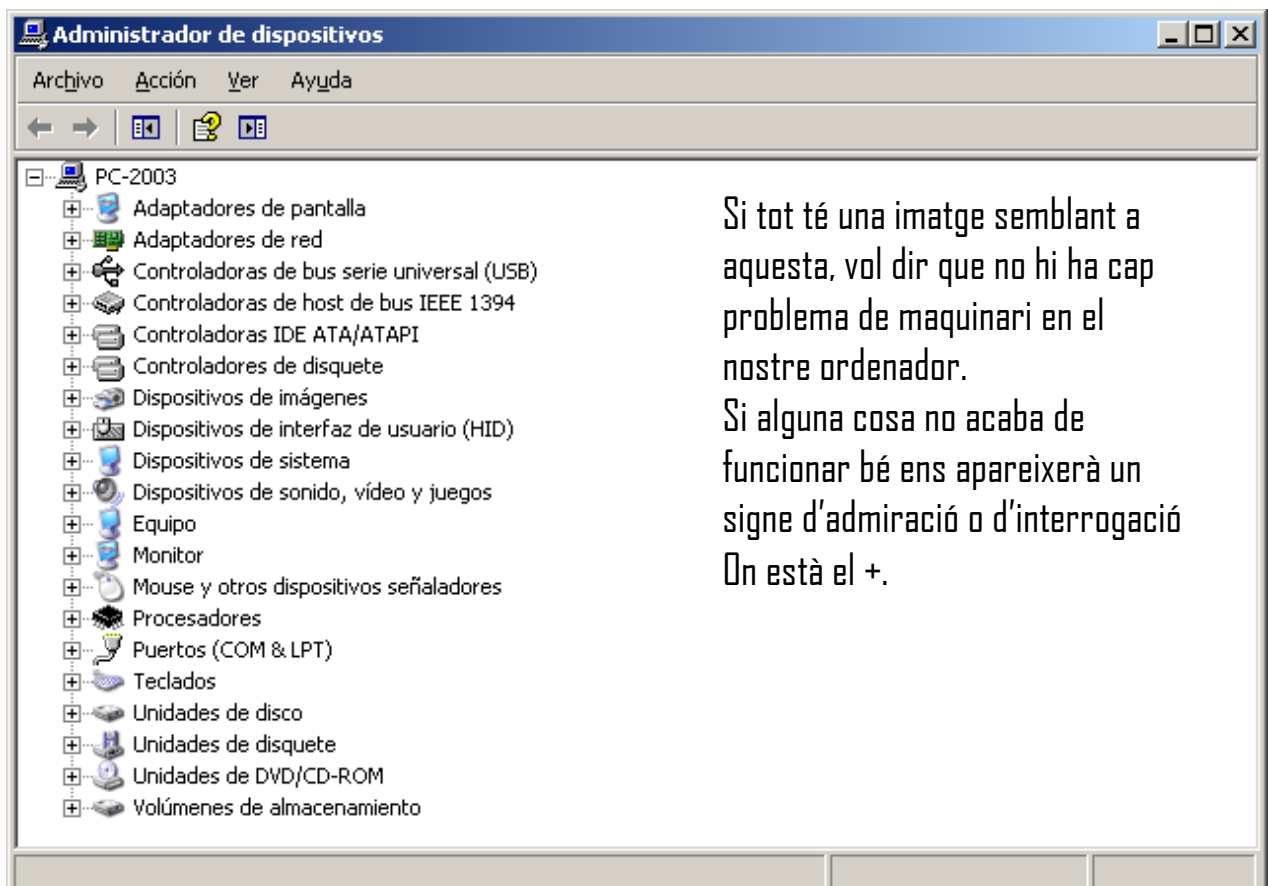 Administrador de dispositivos
Archivo Acción Ver Ayuda
PC-2003
Adaptadores de pantalla
Adaptadores de red
Controladoras de bus serie universal (USB)
Controladoras de host de bus IEEE 1394
Controladoras IDE ATA/ATAPI
Controladores de disquete
Dispositivos de imágenes
Dispositivos de interfaz de usuario (HID)
Dispositivos de sistema
Dispositivos de sonido, vídeo y juegos
Equipo
Monitor
Mouse y otros dispositivos señaladores
Procesadores
Puertos (COM & LPT)
Teclados
Unidades de disco
Unidades de disquete
Unidades de DVD/CD-ROM
Volúmenes de almacenamiento
Si tot té una imatge semblant a
aquesta, vol dir que no hi ha cap
problema de maquinari en el
nostre ordenador.
Si alguna cosa no acaba de
funcionar bé ens apareixerà un
signe d'admiració o d'interrogació
On està el +.